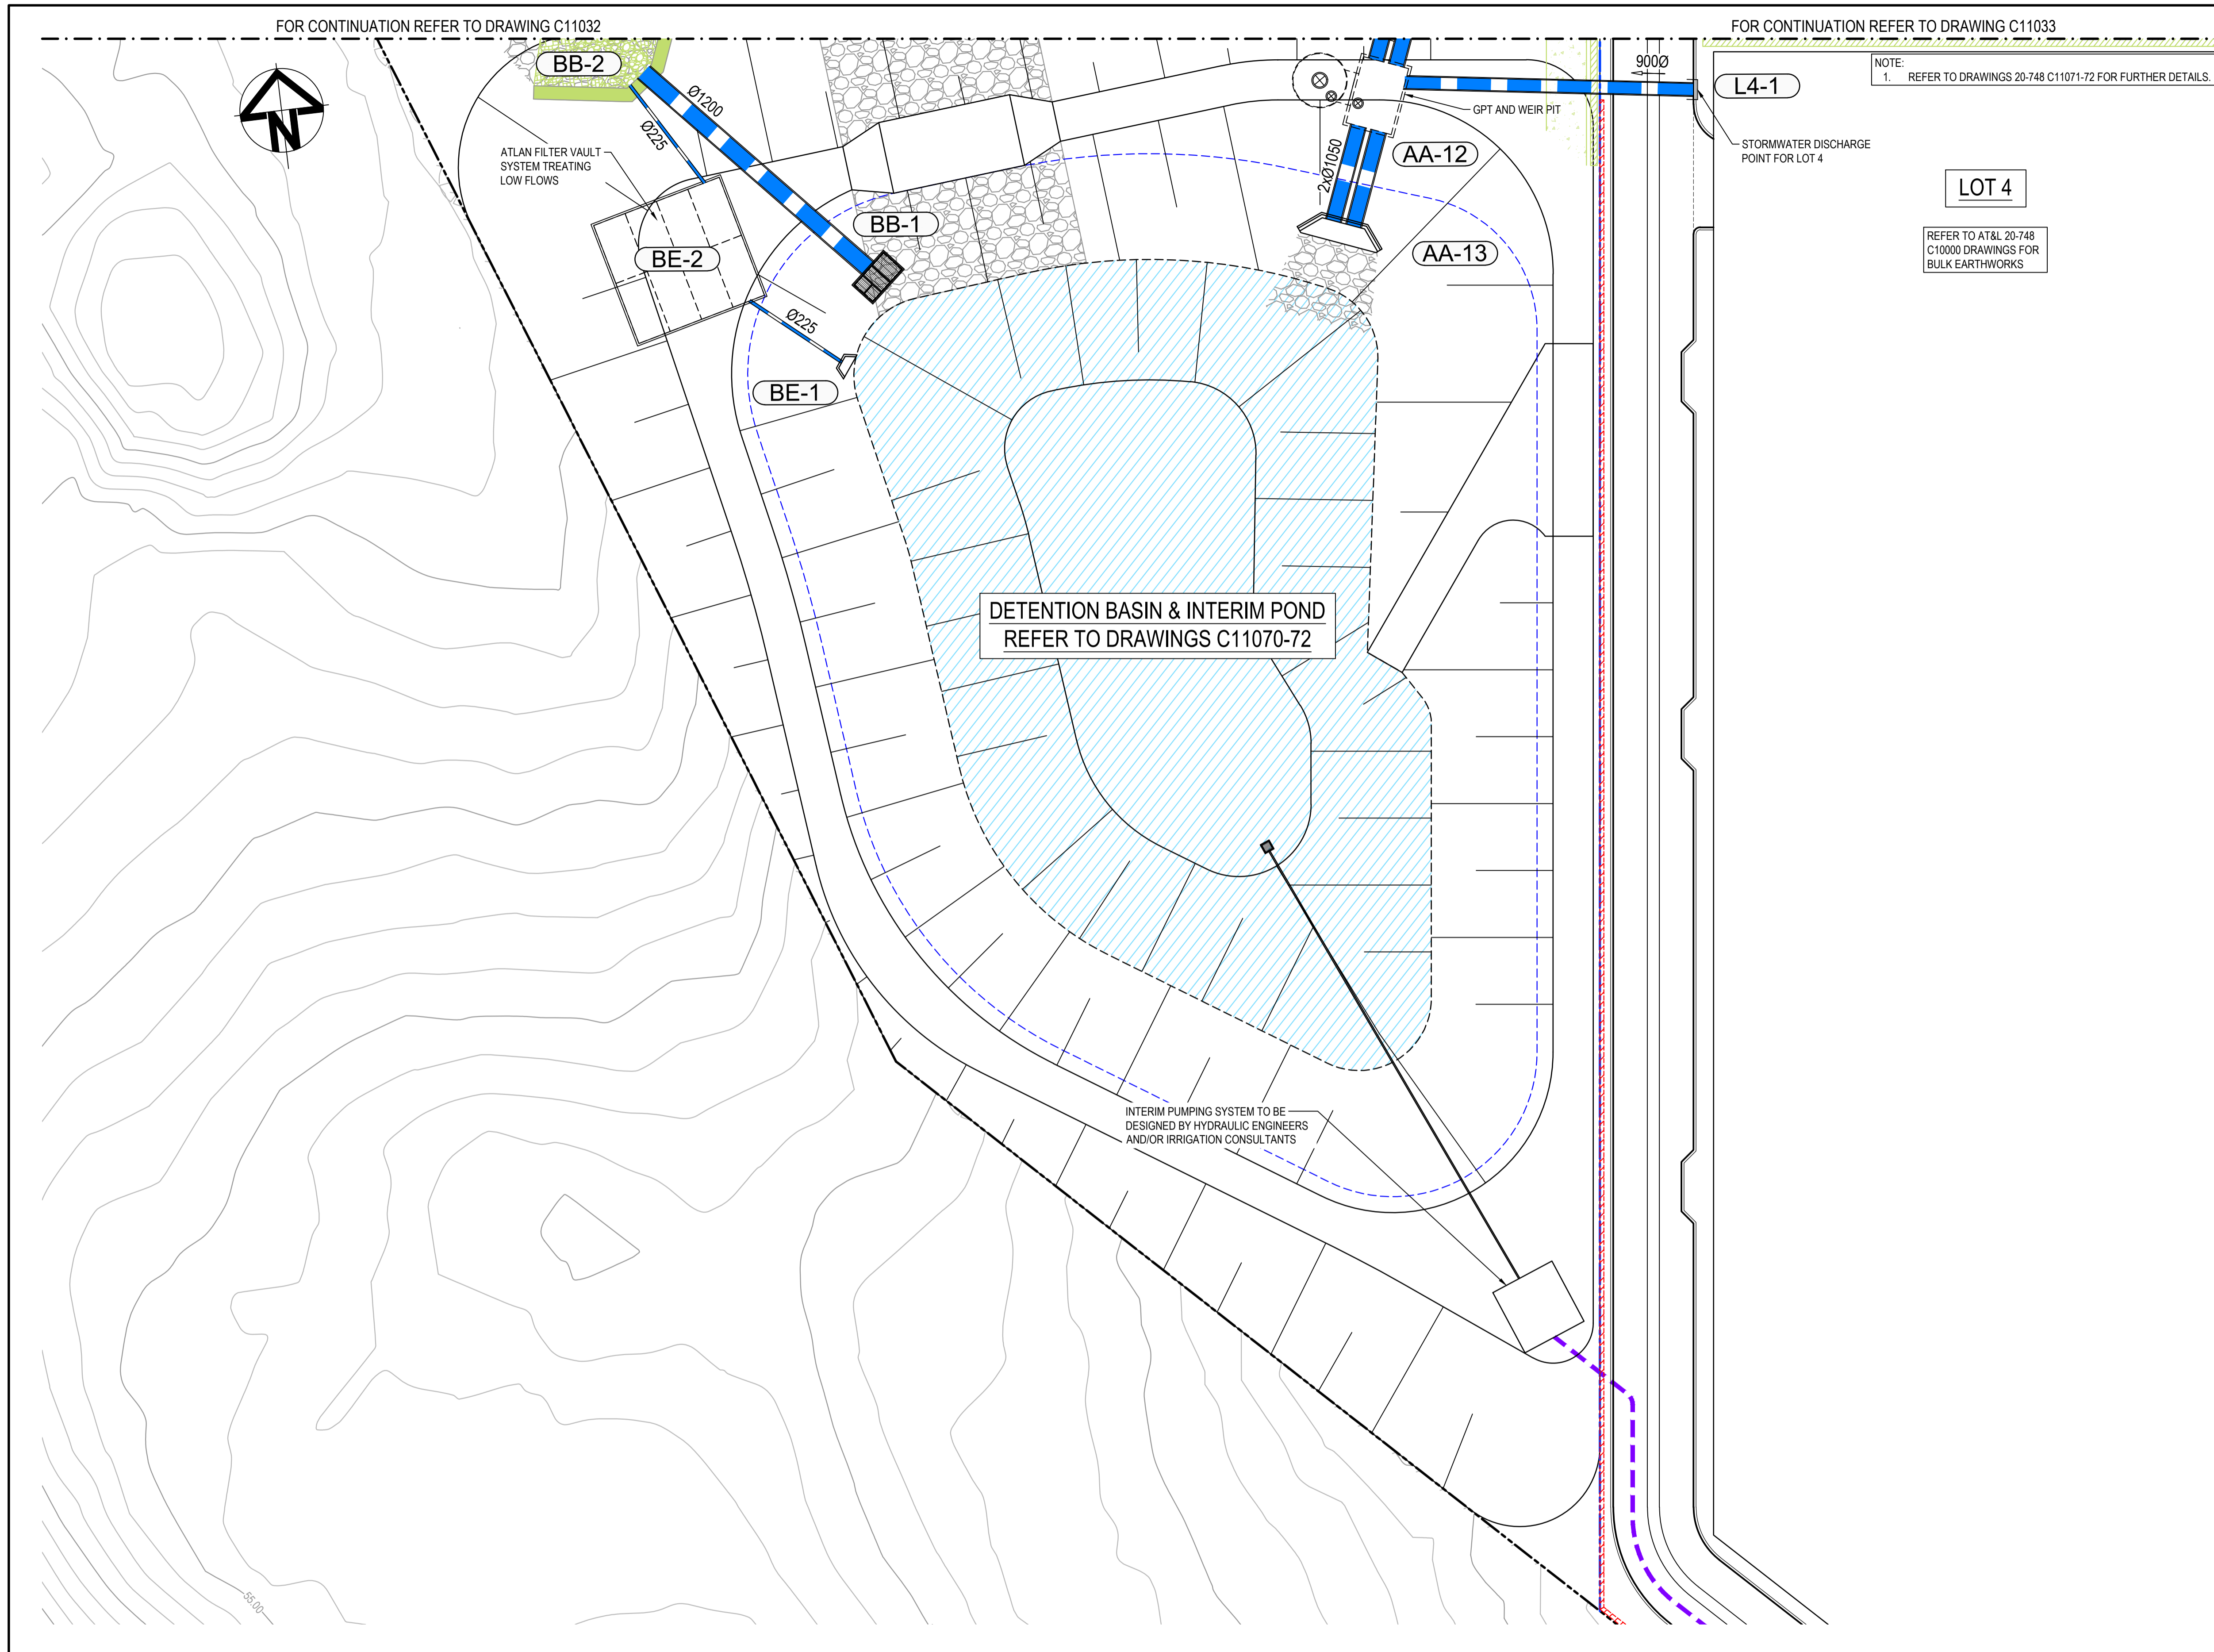 FOR CONTINUATION REFER TO DRAWING C11032
FOR CONTINUATION REFER TO DRAWING C11033
NOTE:
1. REFER TO DRAWINGS 20-748 C11071-72 FOR FURTHER DETAILS.
N
BB-2
Ø1200
Ø225
ATLAN FILTER VAULT
SYSTEM TREATING
LOW FLOWS
BE-2
BB-1
Ø225
BE-1
900Ø
L4-1
GPT AND WEIR PIT
STORMWATER DISCHARGE
POINT FOR LOT 4
2xØ1050
AA-12
AA-13
LOT 4
REFER TO AT&L 20-748
C10000 DRAWINGS FOR
BULK EARTHWORKS
DETENTION BASIN & INTERIM POND
REFER TO DRAWINGS C11070-72
INTERIM PUMPING SYSTEM TO BE
DESIGNED BY HYDRAULIC ENGINEERS
AND/OR IRRIGATION CONSULTANTS
55.00